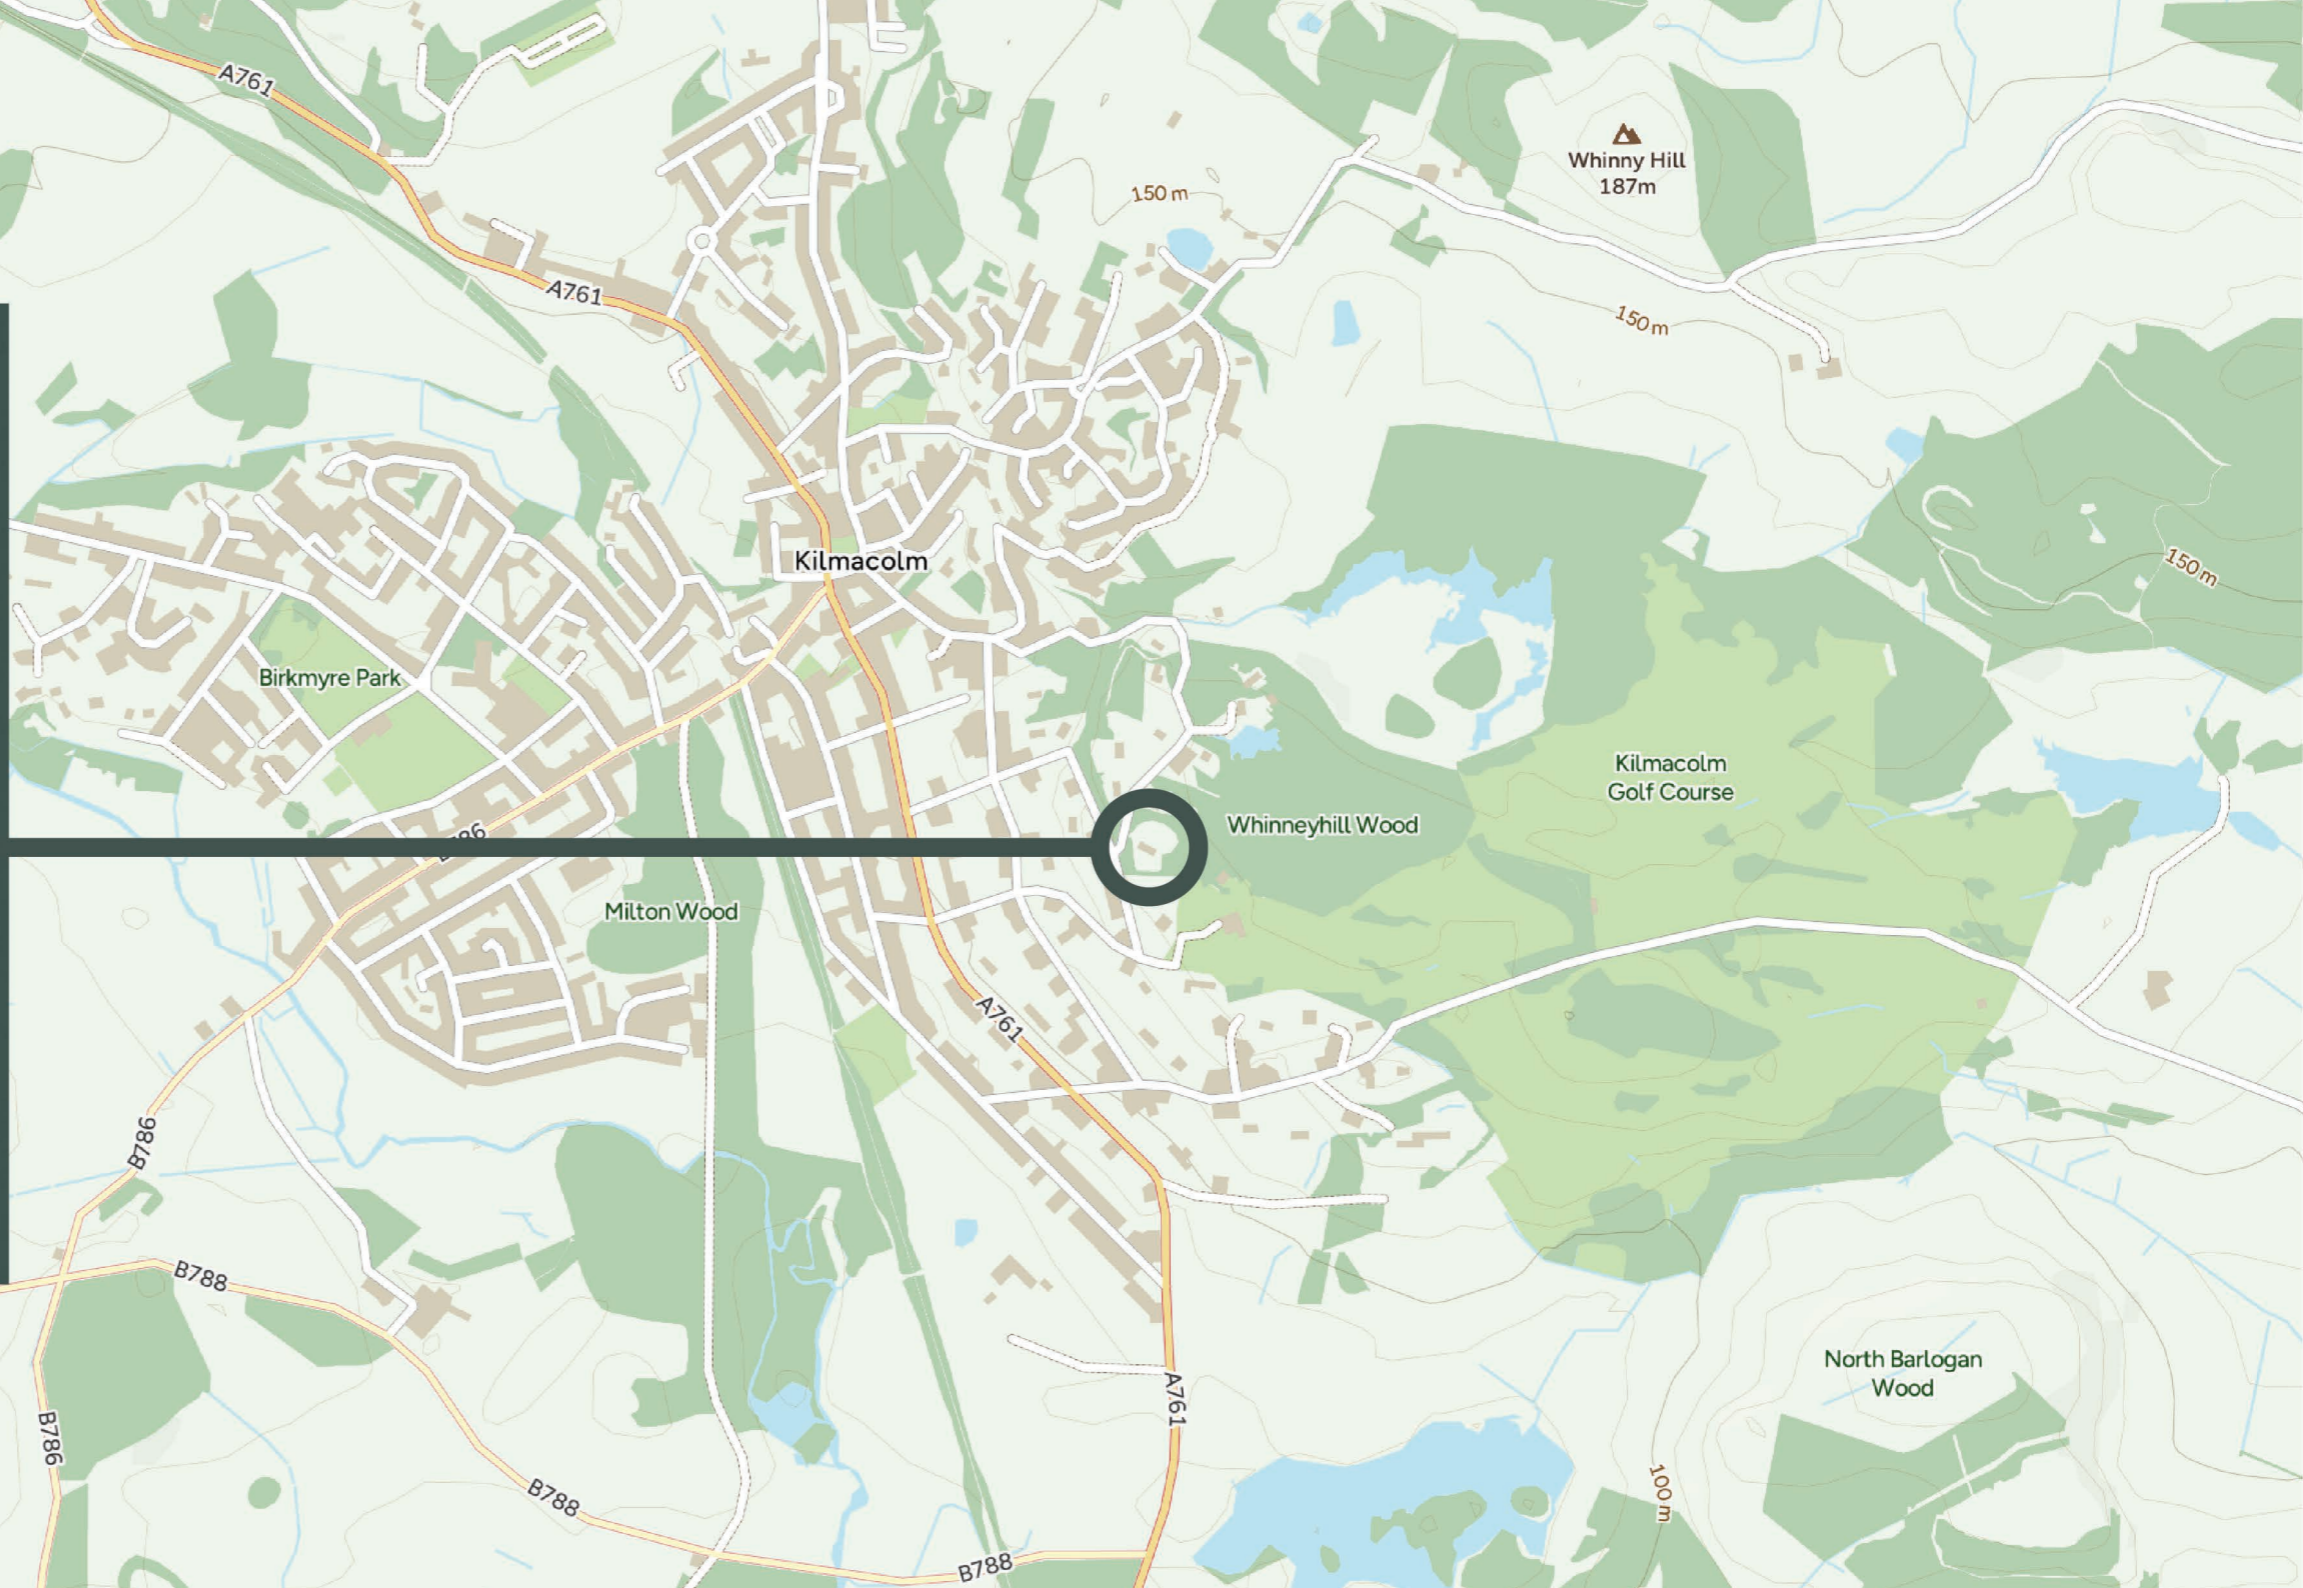 A761
Whinny Hill
187m
150 m
A761
150 m
Kilmacolm
150 m
Birkmyre Park
Kilmacolm
Golf Course
Whinneyhill Wood
Milton Wood
A761
B786
B788
North Barlogan
Wood
A761
B786
B788
100 m
B788